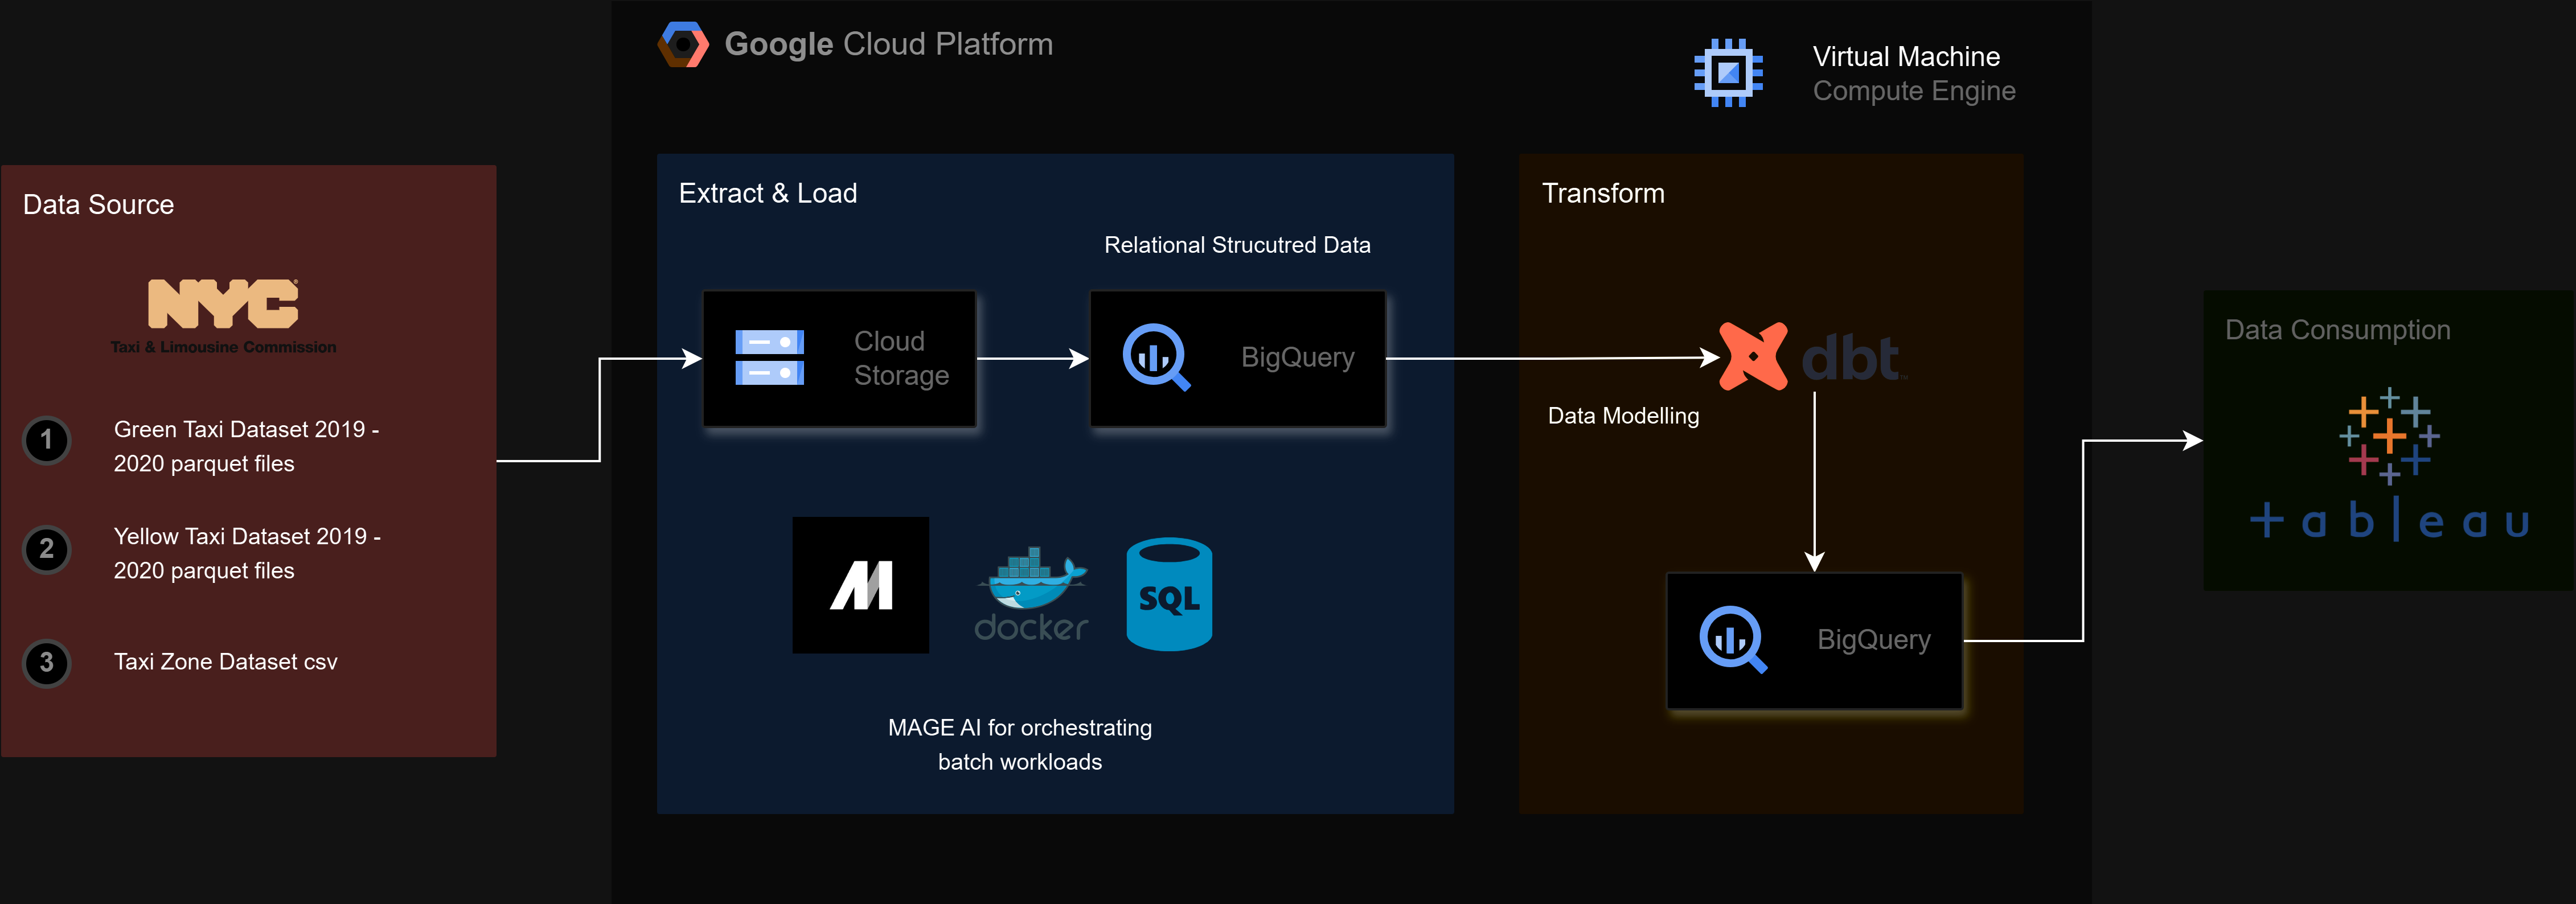 Google Cloud Platform
Virtual Machine
Compute Engine
Data Source
NYC
Taxi & Limousine Commission
1
Green Taxi Dataset 2019 -
2020 parquet files
2
Yellow Taxi Dataset 2019 -
2020 parquet files
3
Taxi Zone Dataset csv
Extract & Load
Relational Strucutred Data
Cloud
Storage
BigQuery
docker
SQL
MAGE AI for orchestrating
batch workloads
Transform
dbt
Data Modelling
BigQuery
Data Consumption
tableau